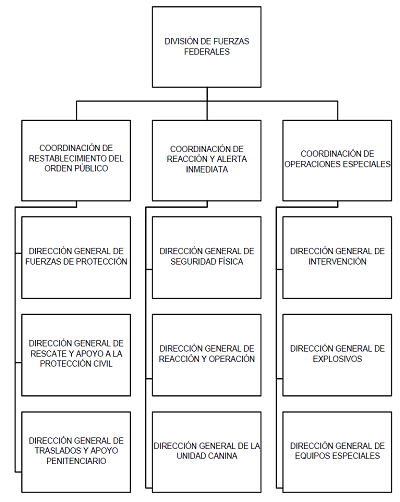 DIVISIÓN DE FUERZAS
FEDERALES
COORDINACIÓN DE
RESTABLECIMIENTO DEL
ORDEN PÚBLICO
COORDINACIÓN DE
REACCIÓN Y ALERTA
INMEDIATA
COORDINACIÓN DE
OPERACIONES ESPECIALES
DIRECCIÓN GENERAL DE
FUERZAS DE PROTECCIÓN
DIRECCIÓN GENERAL DE
SEGURIDAD FÍSICA
DIRECCIÓN GENERAL DE
INTERVENCIÓN
DIRECCIÓN GENERAL DE
RESCATE Y APOYO A LA
PROTECCIÓN CIVIL
DIRECCIÓN GENERAL DE
REACCIÓN Y OPERACIÓN
DIRECCIÓN GENERAL DE
EXPLOSIVOS
DIRECCIÓN GENERAL DE
TRASLADOS Y APOYO
PENITENCIARIO
DIRECCIÓN GENERAL DE LA
UNIDAD CANINA
DIRECCIÓN GENERAL DE
EQUIPOS ESPECIALES